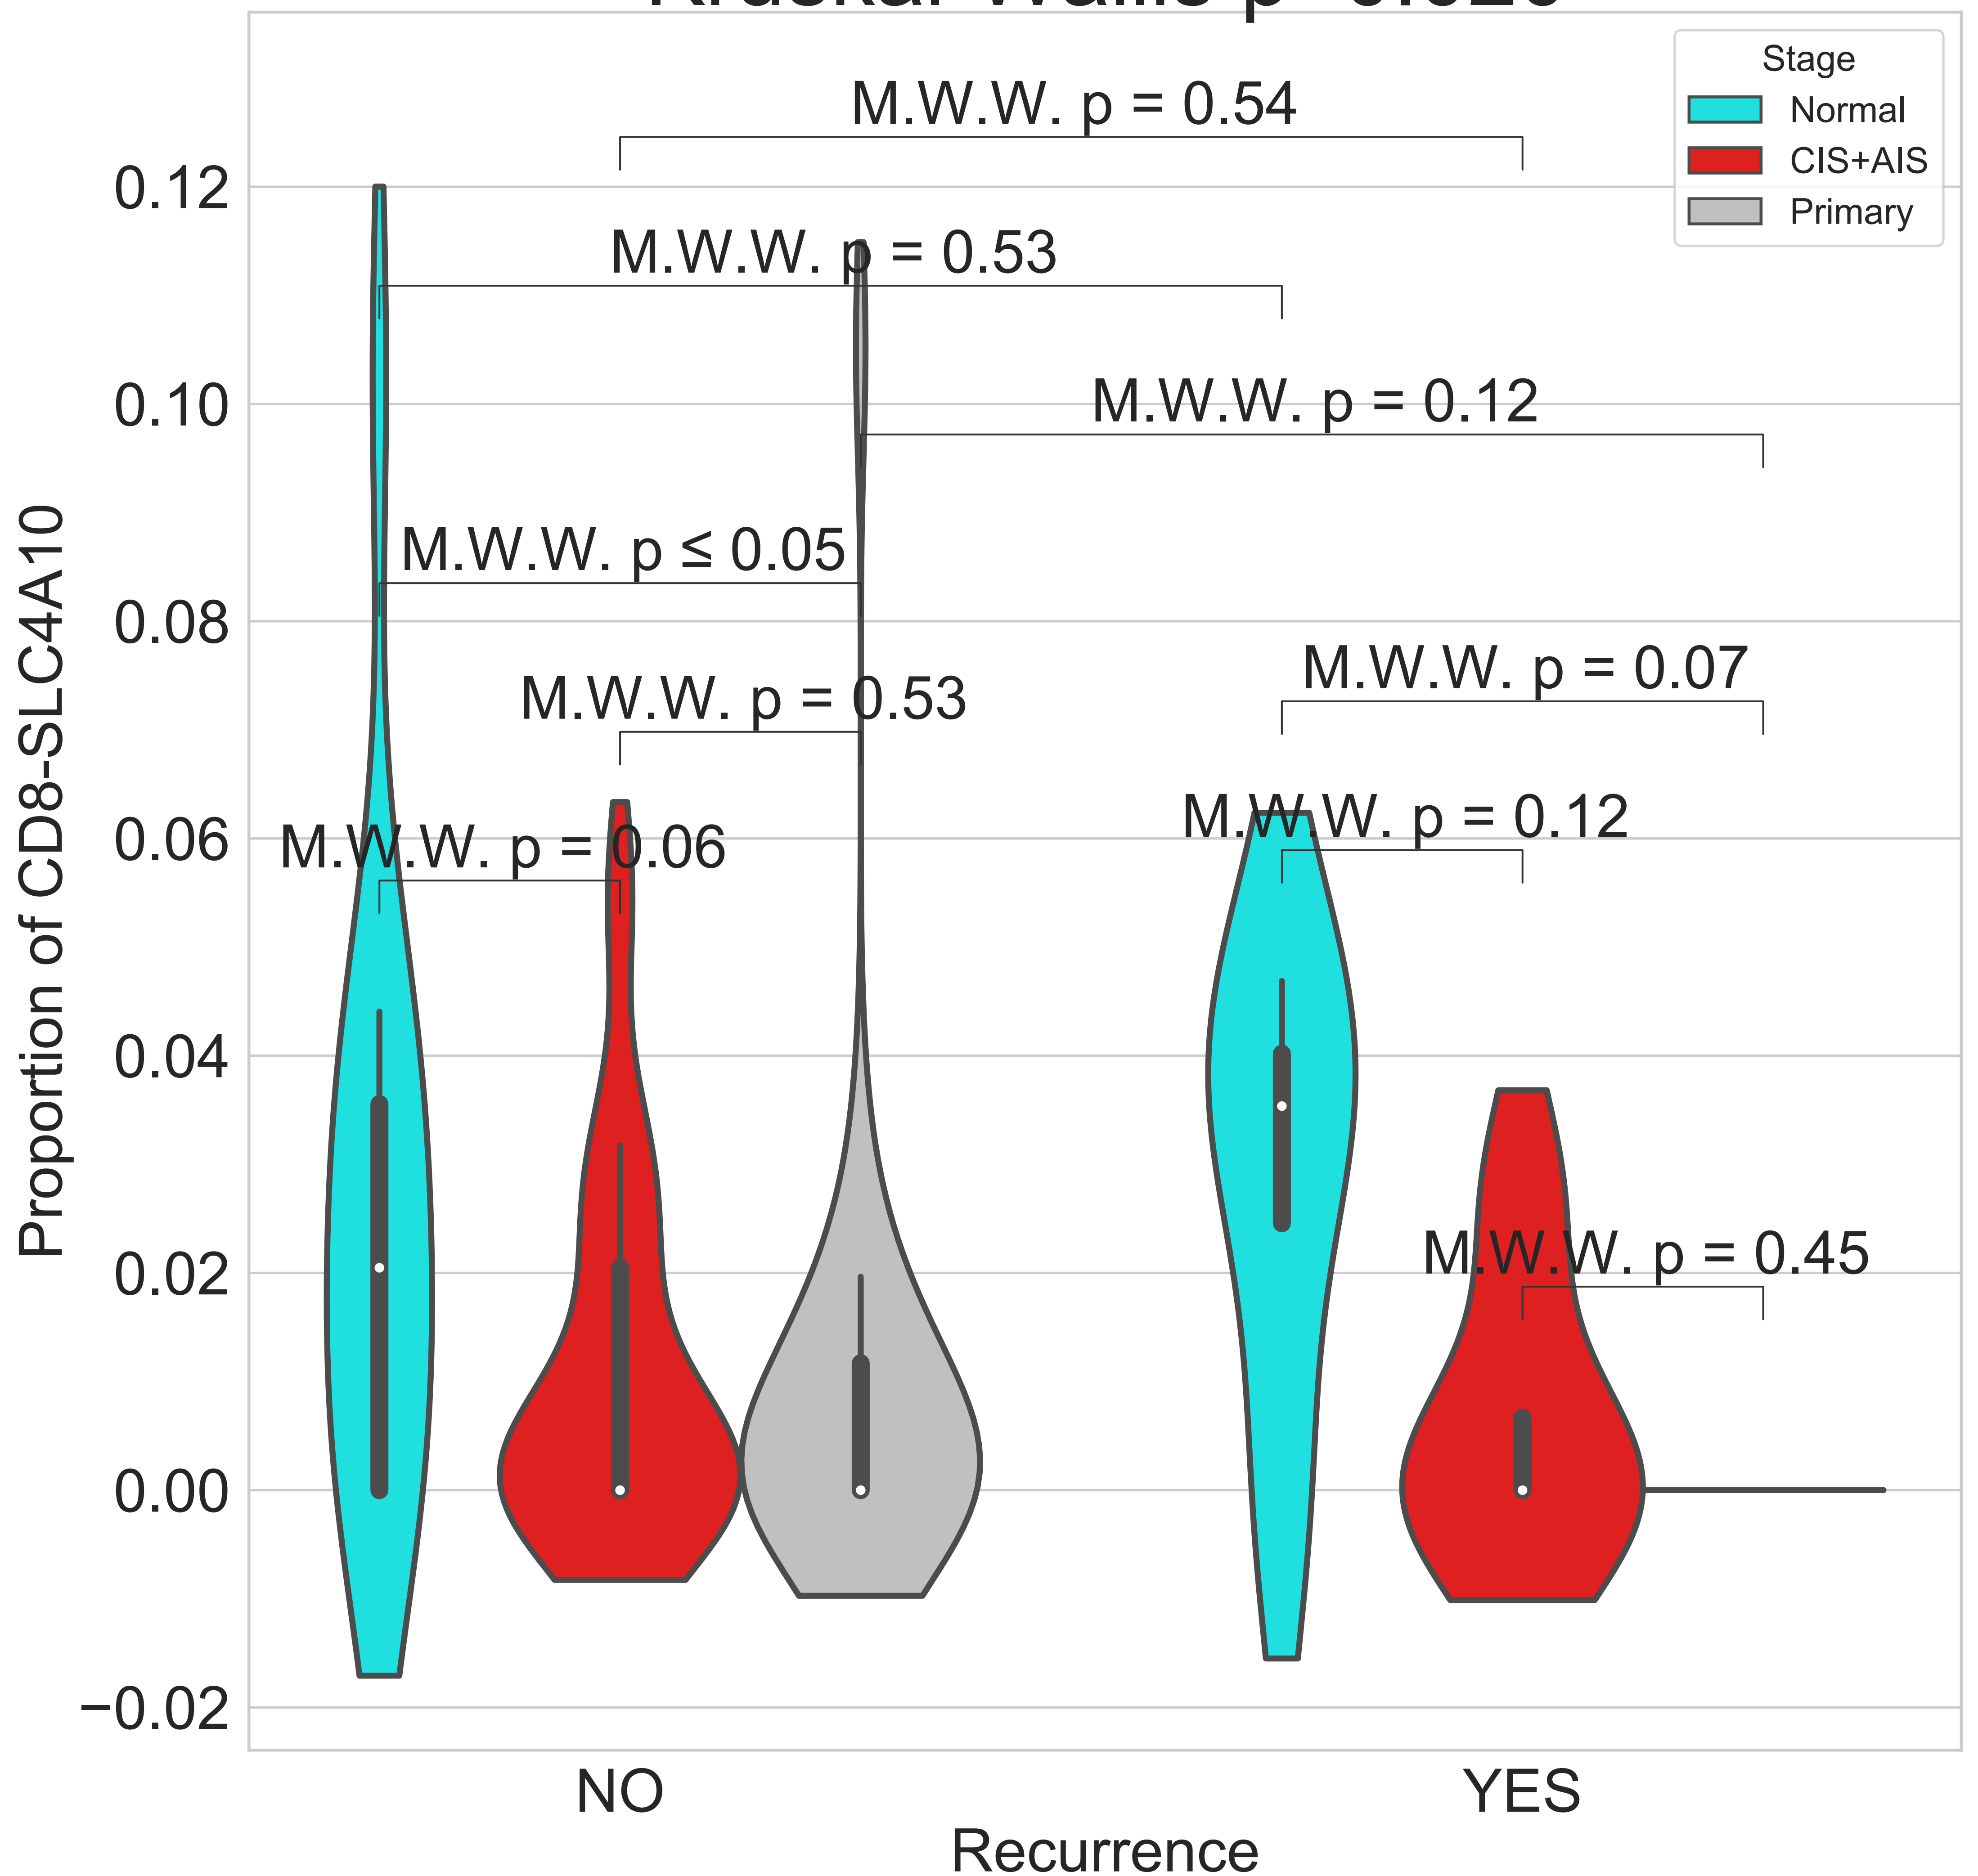 Stage
Normal
CIS+AIS
Primary
M.W.W. p = 0.54
M.W.W. p = 0.53
M.W.W. p = 0.12
M.W.W. p ≤ 0.05
M.W.W. p = 0.07
M.W.W. p = 0.53
M.W.W. p = 0.12
M.W.W. p = 0.06
M.W.W. p = 0.45
0.12
0.10
0.08
0.06
0.04
0.02
0.00
−0.02
Proportion of CD8-SLC4A10
NO
YES
Recurrence